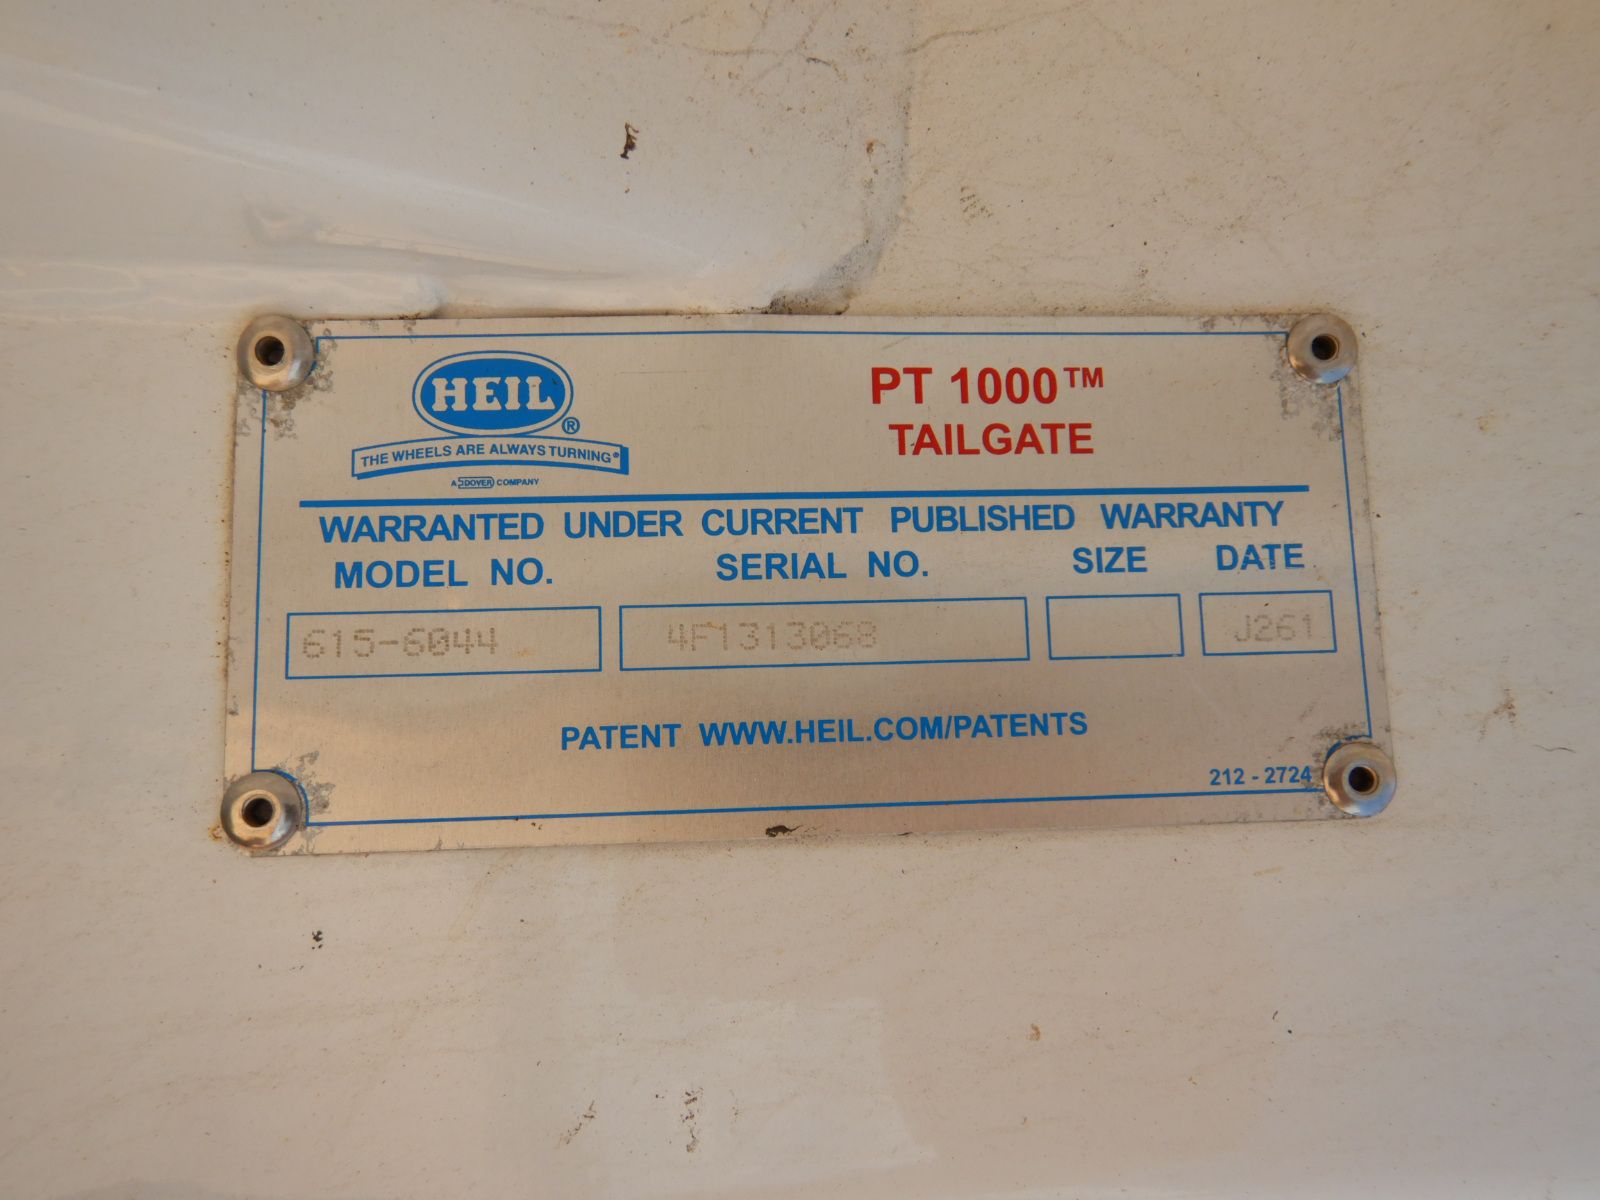 HEIL®
THE WHEELS ARE ALWAYS TURNING®
A DOVER COMPANY
PT 1000™
TAILGATE
WARRANTED UNDER CURRENT PUBLISHED WARRANTY
MODEL NO. SERIAL NO. SIZE DATE
615-6044 4F1313068 J261
PATENT WWW.HEIL.COM/PATENTS
212 - 2724